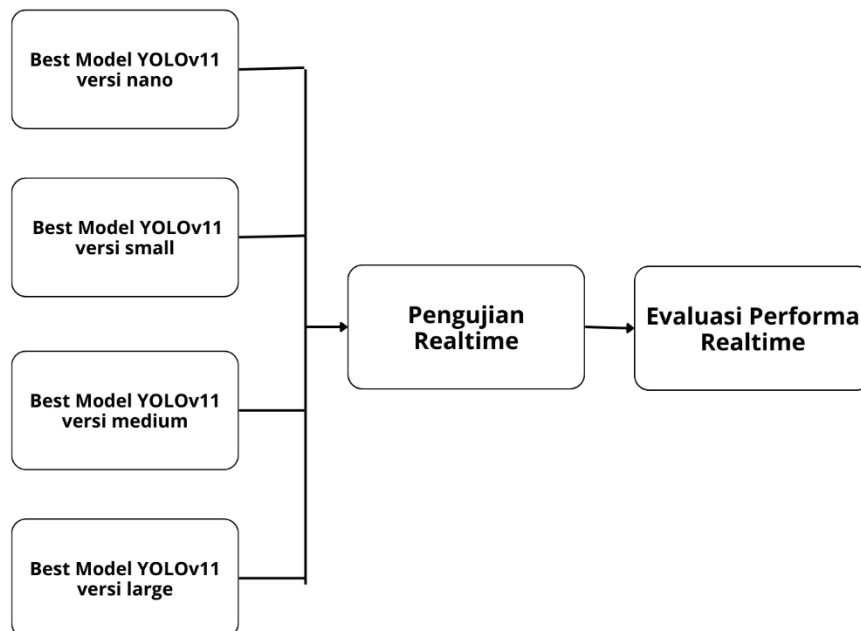 Best Model YOLOv11
versi nano
Best Model YOLOv11
versi small
Best Model YOLOv11
versi medium
Best Model YOLOv11
versi large
Pengujian
Realtime
Evaluasi Performa
Realtime